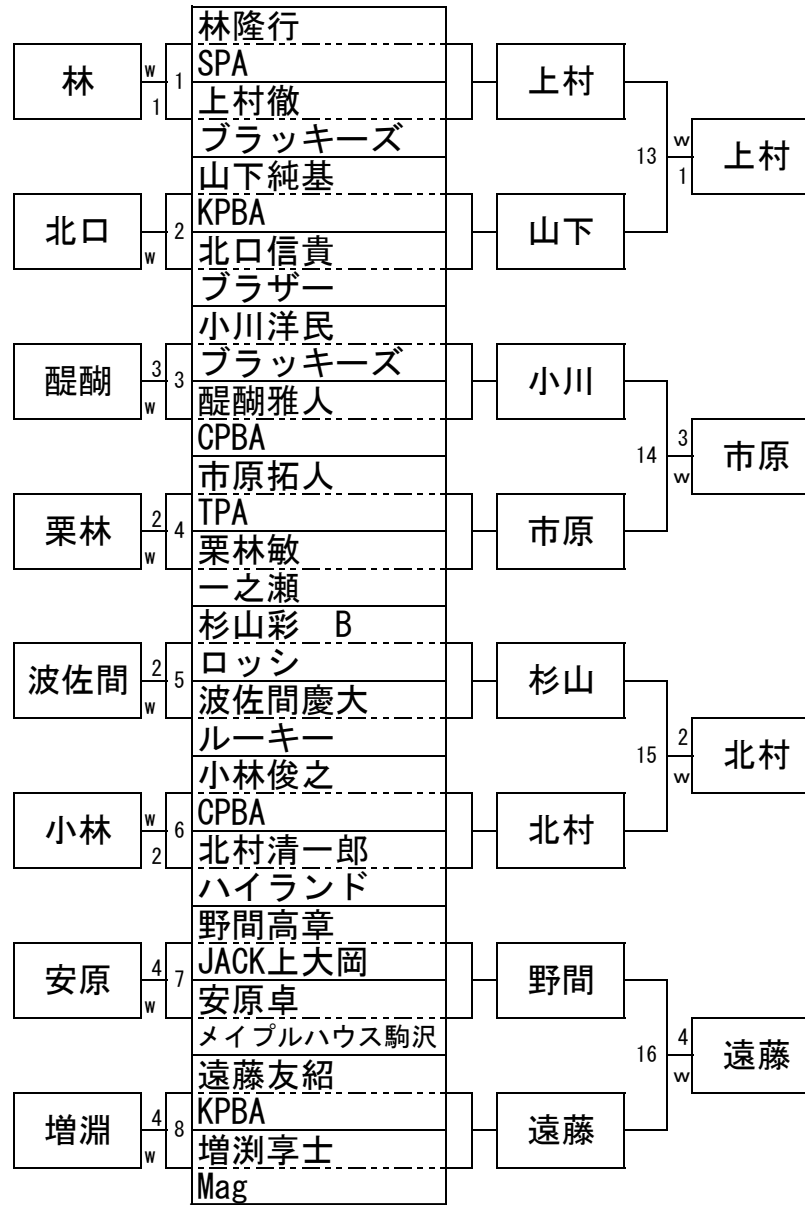 林隆行
林 W 1 SPA 上村
1 上村徹
ブラッキーズ
13 W 1 上村
山下純基
北口 2 KPBA 山下
W 北口信貴
ブラザー
小川洋民
醍醐 3 3 ブラッキーズ 小川
W 醍醐雅人
CPBA
14 3 W 市原
市原拓人
栗林 2 4 TPA 市原
W 栗林敏
一之瀬
杉山彩 B
波佐間 2 5 ロッシ 杉山
W 波佐間慶大
ルーキー
15 2 W 北村
小林俊之
小林 W 6 CPBA 北村
2 北村清一郎
ハイランド
野間高章
安原 4 7 JACK上大岡 野間
W 安原卓
メイプルハウス駒沢
16 4 W 遠藤
遠藤友紹
増淵 4 8 KPBA 遠藤
W 増渕享士
Mag